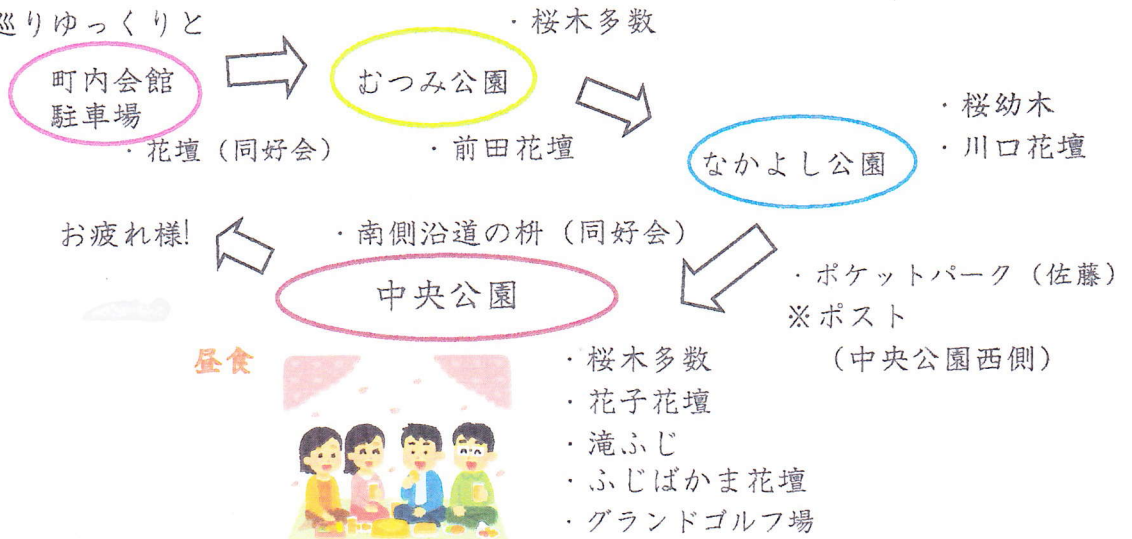 巡りゆっくりと
町内会館
駐車場
・花壇（同好会）
・桜木多数
むつみ公園
・前田花壇
・桜幼木
・川口花壇
なかよし公園
・ポケットパーク（佐藤）
※ポスト
（中央公園西側）
・南側沿道の枡（同好会）
中央公園
お疲れ様!
昼食
・桜木多数
・花子花壇
・滝ふじ
・ふじばかま花壇
・グランドゴルフ場